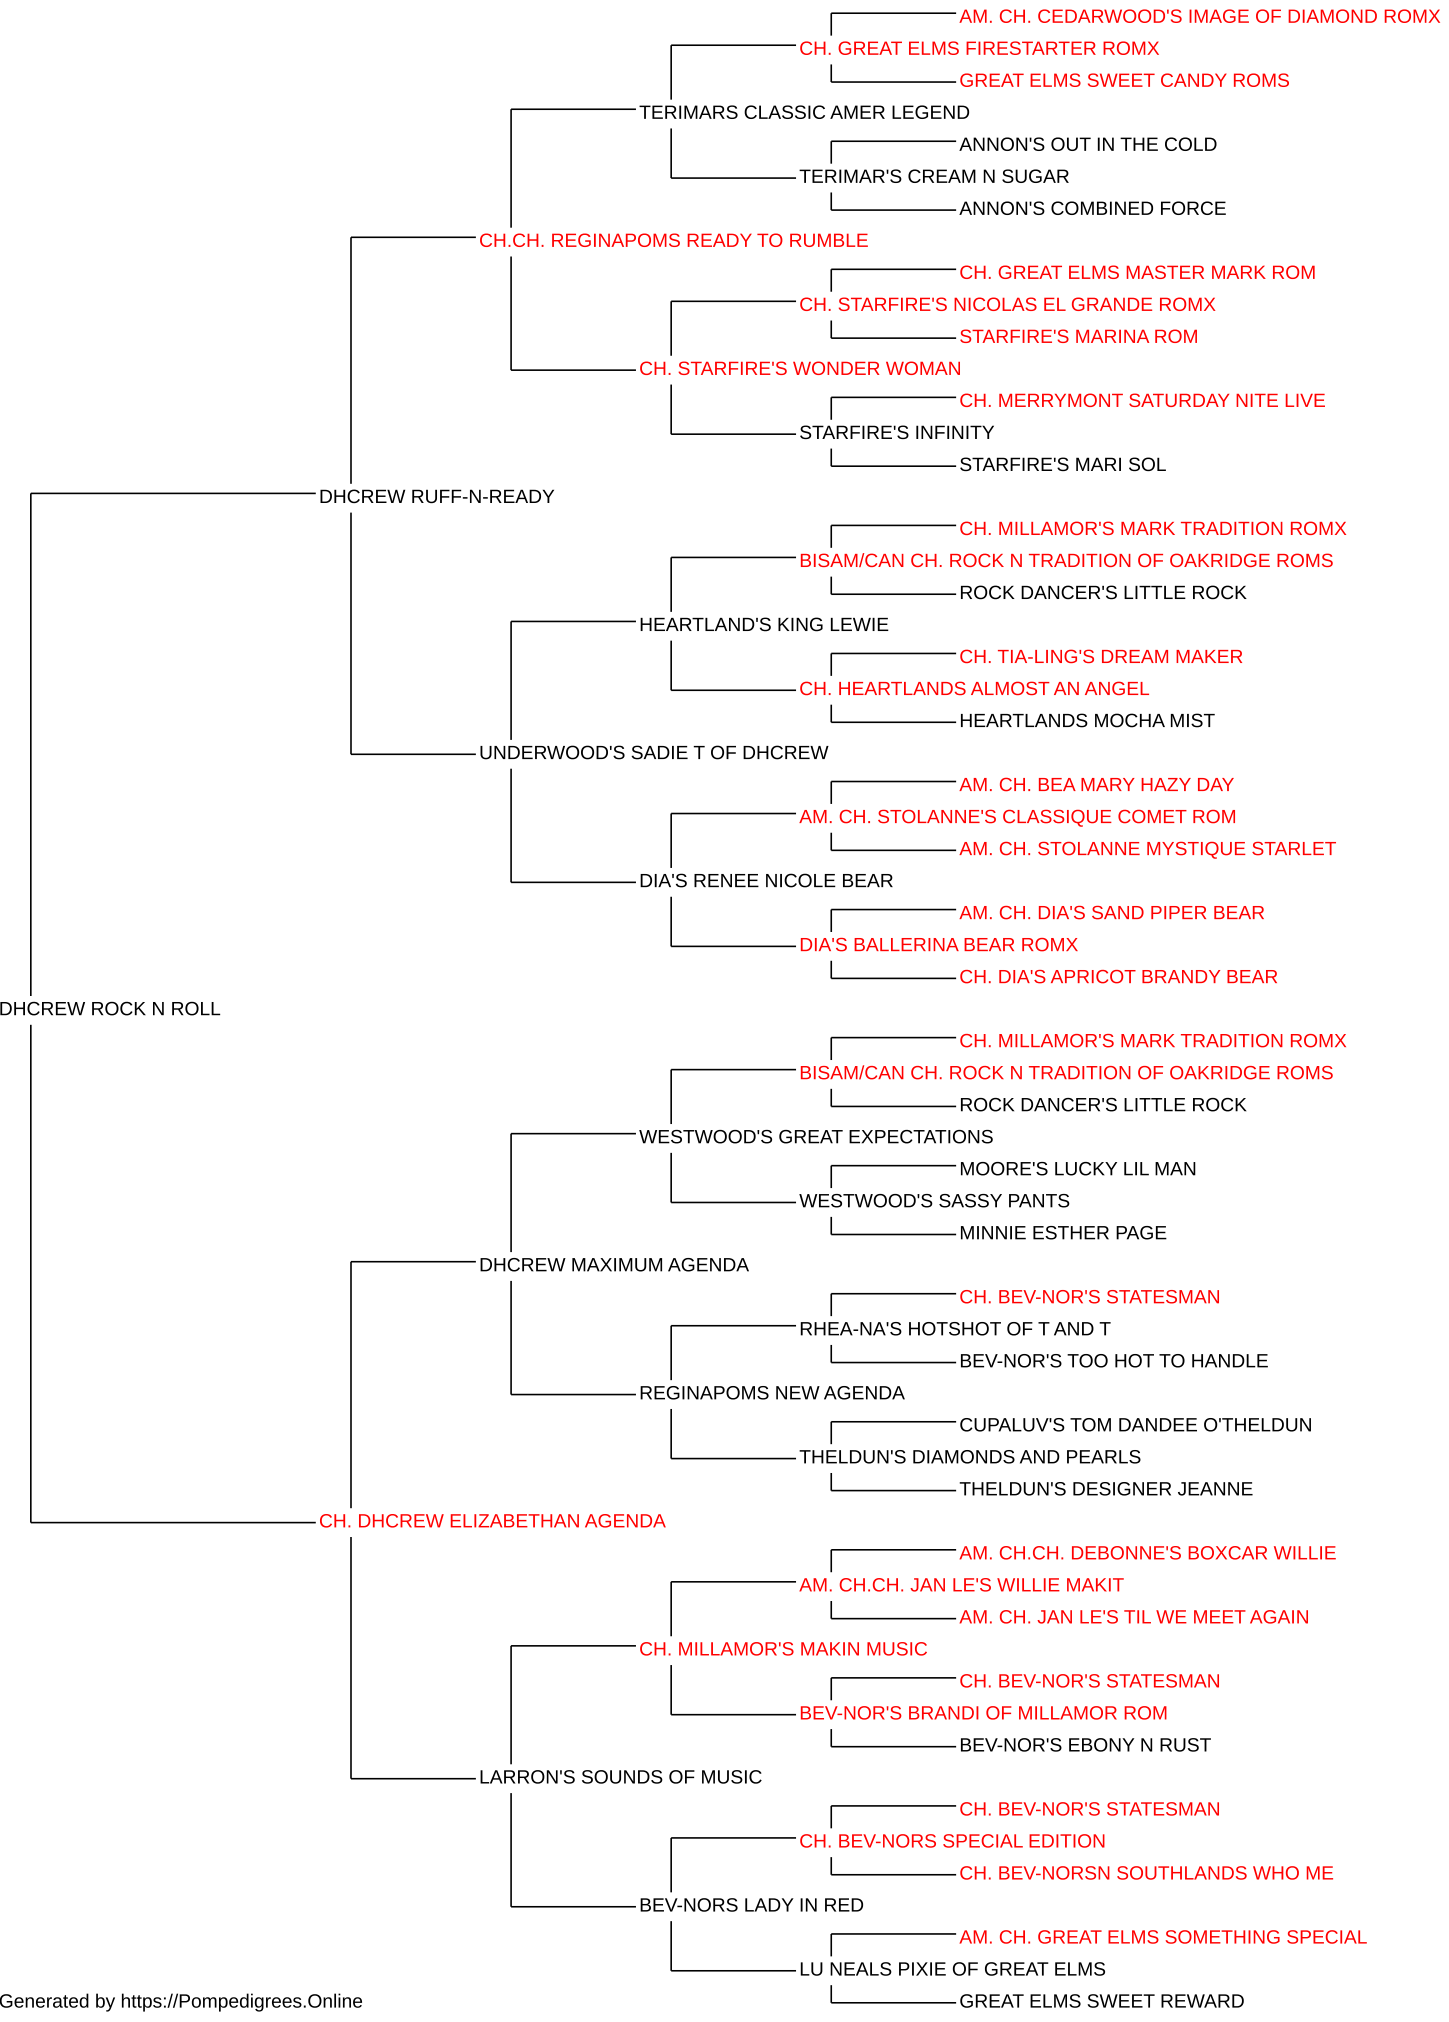 AM. CH. CEDARWOOD'S IMAGE OF DIAMOND ROMX
CH. GREAT ELMS FIRESTARTER ROMX
GREAT ELMS SWEET CANDY ROMS
TERIMARS CLASSIC AMER LEGEND
ANNON'S OUT IN THE COLD
TERIMAR'S CREAM N SUGAR
ANNON'S COMBINED FORCE
CH.CH. REGINAPOMS READY TO RUMBLE
CH. GREAT ELMS MASTER MARK ROM
CH. STARFIRE'S NICOLAS EL GRANDE ROMX
STARFIRE'S MARINA ROM
CH. STARFIRE'S WONDER WOMAN
CH. MERRYMONT SATURDAY NITE LIVE
STARFIRE'S INFINITY
STARFIRE'S MARI SOL
DHCREW RUFF-N-READY
CH. MILLAMOR'S MARK TRADITION ROMX
BISAM/CAN CH. ROCK N TRADITION OF OAKRIDGE ROMS
ROCK DANCER'S LITTLE ROCK
HEARTLAND'S KING LEWIE
CH. TIA-LING'S DREAM MAKER
CH. HEARTLANDS ALMOST AN ANGEL
HEARTLANDS MOCHA MIST
UNDERWOOD'S SADIE T OF DHCREW
AM. CH. BEA MARY HAZY DAY
AM. CH. STOLANNE'S CLASSIQUE COMET ROM
AM. CH. STOLANNE MYSTIQUE STARLET
DIA'S RENEE NICOLE BEAR
AM. CH. DIA'S SAND PIPER BEAR
DIA'S BALLERINA BEAR ROMX
CH. DIA'S APRICOT BRANDY BEAR
DHCREW ROCK N ROLL
CH. MILLAMOR'S MARK TRADITION ROMX
BISAM/CAN CH. ROCK N TRADITION OF OAKRIDGE ROMS
ROCK DANCER'S LITTLE ROCK
WESTWOOD'S GREAT EXPECTATIONS
MOORE'S LUCKY LIL MAN
WESTWOOD'S SASSY PANTS
MINNIE ESTHER PAGE
DHCREW MAXIMUM AGENDA
CH. BEV-NOR'S STATESMAN
RHEA-NA'S HOTSHOT OF T AND T
BEV-NOR'S TOO HOT TO HANDLE
REGINAPOMS NEW AGENDA
CUPALUV'S TOM DANDEE O'THELDUN
THELDUN'S DIAMONDS AND PEARLS
THELDUN'S DESIGNER JEANNE
CH. DHCREW ELIZABETHAN AGENDA
AM. CH.CH. DEBONNE'S BOXCAR WILLIE
AM. CH.CH. JAN LE'S WILLIE MAKIT
AM. CH. JAN LE'S TIL WE MEET AGAIN
CH. MILLAMOR'S MAKIN MUSIC
CH. BEV-NOR'S STATESMAN
BEV-NOR'S BRANDI OF MILLAMOR ROM
BEV-NOR'S EBONY N RUST
LARRON'S SOUNDS OF MUSIC
CH. BEV-NOR'S STATESMAN
CH. BEV-NORS SPECIAL EDITION
CH. BEV-NORSN SOUTHLANDS WHO ME
BEV-NORS LADY IN RED
AM. CH. GREAT ELMS SOMETHING SPECIAL
LU NEALS PIXIE OF GREAT ELMS
GREAT ELMS SWEET REWARD
Generated by https://Pompedigrees.Online